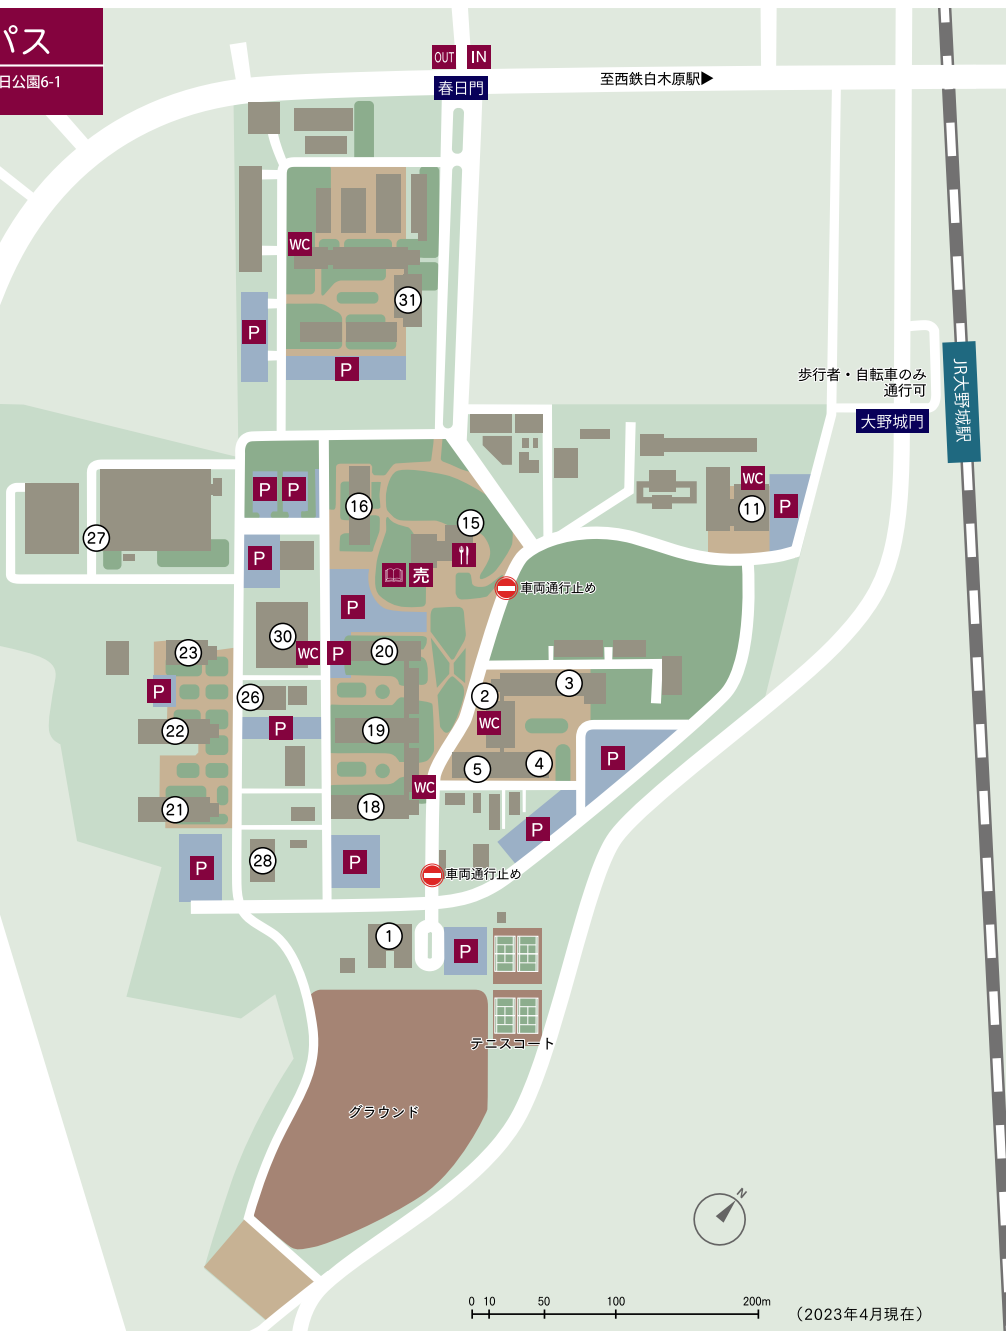 パス
日公園6-1
OUT IN
春日門
至西鉄白木原駅▶
WC
31
P
P
JR大野城駅
歩行者・自転車のみ
通行可
大野城門
P P
16
15
WC
11
P
27
P
売
車両通行止め
P
30
WC P
20
23
P
26
2
3
WC
22
P
19
P
5
4
21
WC
18
P
28
P
P
車両通行止め
1
P
テニスコート
グラウンド
N
0 10 50 100 200m
（2023年4月現在）